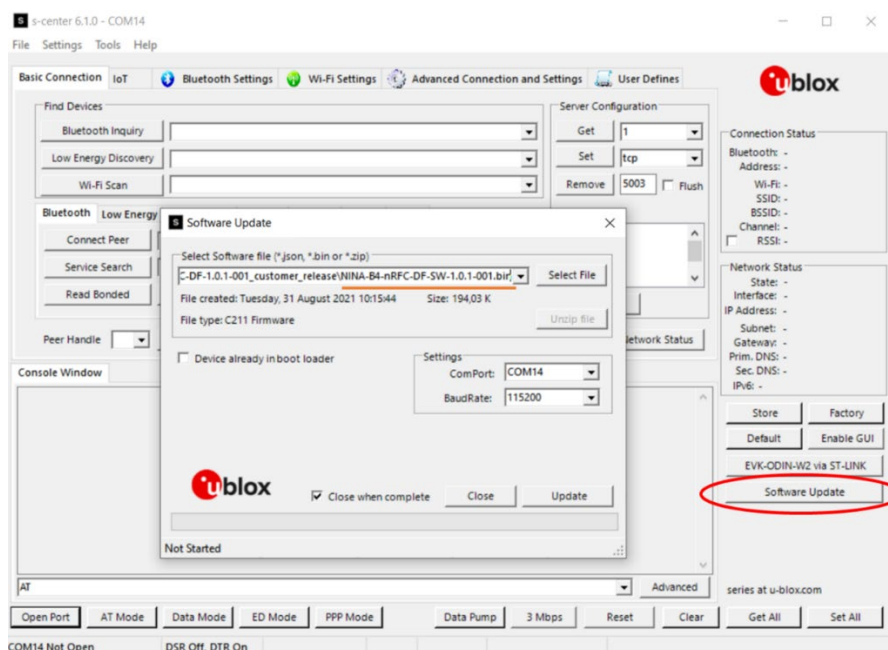 s-center 6.1.0 - COM14
File Settings Tools Help
Basic Connection IoT Bluetooth Settings Wi-Fi Settings Advanced Connection and Settings User Defines
ublox
Find Devices
Bluetooth Inquiry
Low Energy Discovery
Wi-Fi Scan
Server Configuration
Get 1
Set tcp
Remove 5003 Flush
Bluetooth Low Energy
Connect Peer
Service Search
Read Bonded
Peer Handle
Network Status
Connection Status
Bluetooth: -
Address: -
Wi-Fi: -
SSID: -
BSSID: -
Channel: -
RSSI: -
Network Status
State: -
Interface: -
IP Address: -
Subnet: -
Gateway: -
Prim. DNS: -
Sec. DNS: -
IPv6: -
Software Update
Select Software file (*.json, *.bin or *.zip)
C-DF-1.0.1-001_customer_release\NINA-B4-nRFC-DF-SW-1.0.1-001.bin Select File
File created: Tuesday, 31 August 2021 10:15:44 Size: 194,03 K
File type: C211 Firmware Unzip file
Device already in boot loader
Settings
ComPort: COM14
BaudRate: 115200
ublox
Close when complete Close Update
Not Started
Console Window
Store Factory
Default Enable GUI
EVK-ODIN-W2 via ST-LINK
Software Update
AT Advanced
series at u-blox.com
Open Port AT Mode Data Mode ED Mode PPP Mode Data Pump 3 Mbps Reset Clear Get All Set All
COM14 Not Open DSR Off, DTR On